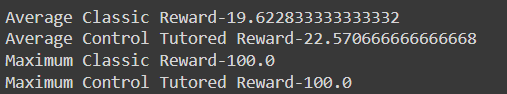 Average Classic Reward-19.622833333333332
Average Control Tutored Reward-22.570666666666668
Maximum Classic Reward-100.0
Maximum Control Tutored Reward-100.0